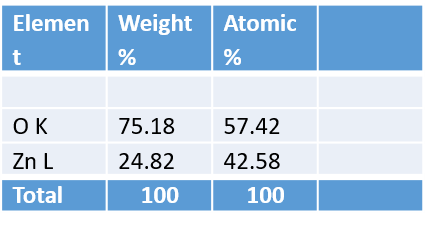 Elemen Weight Atomic
t % %
O K 75.18 57.42
Zn L 24.82 42.58
Total 100 100